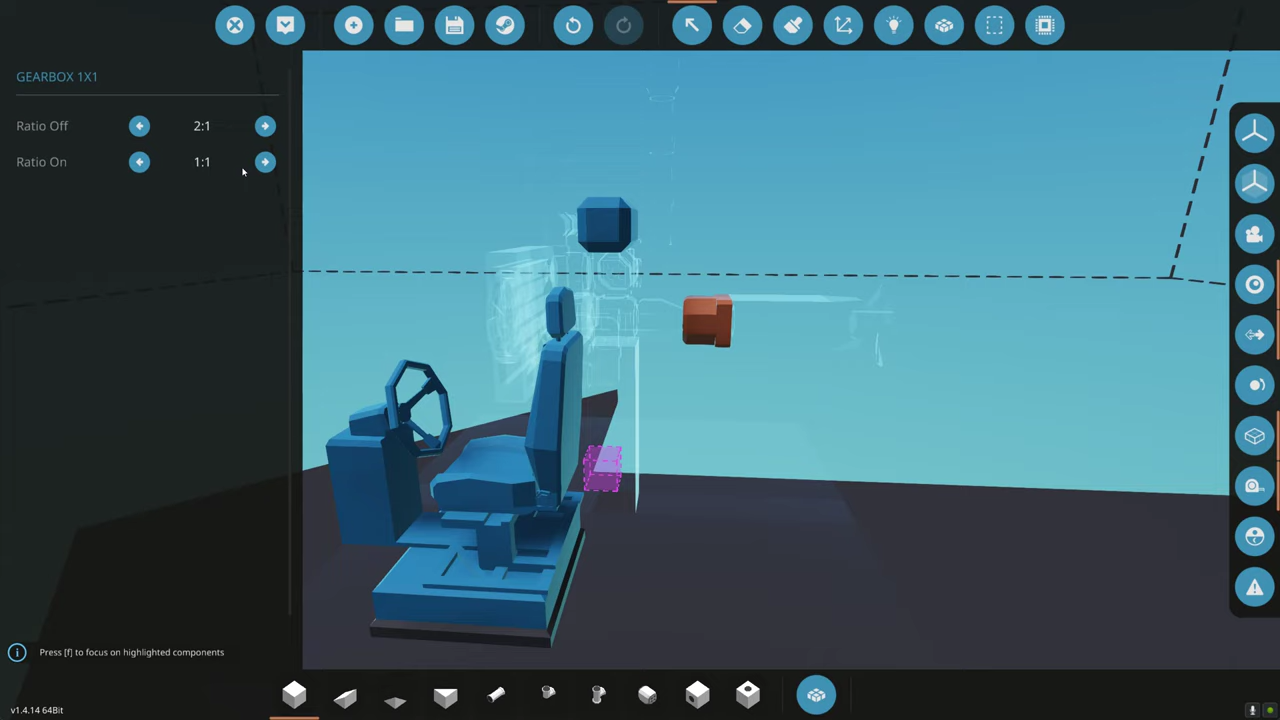 GEARBOX 1X1
Ratio Off 2:1
Ratio On 1:1
Press [f] to focus on highlighted components
v1.4.14 64Bit